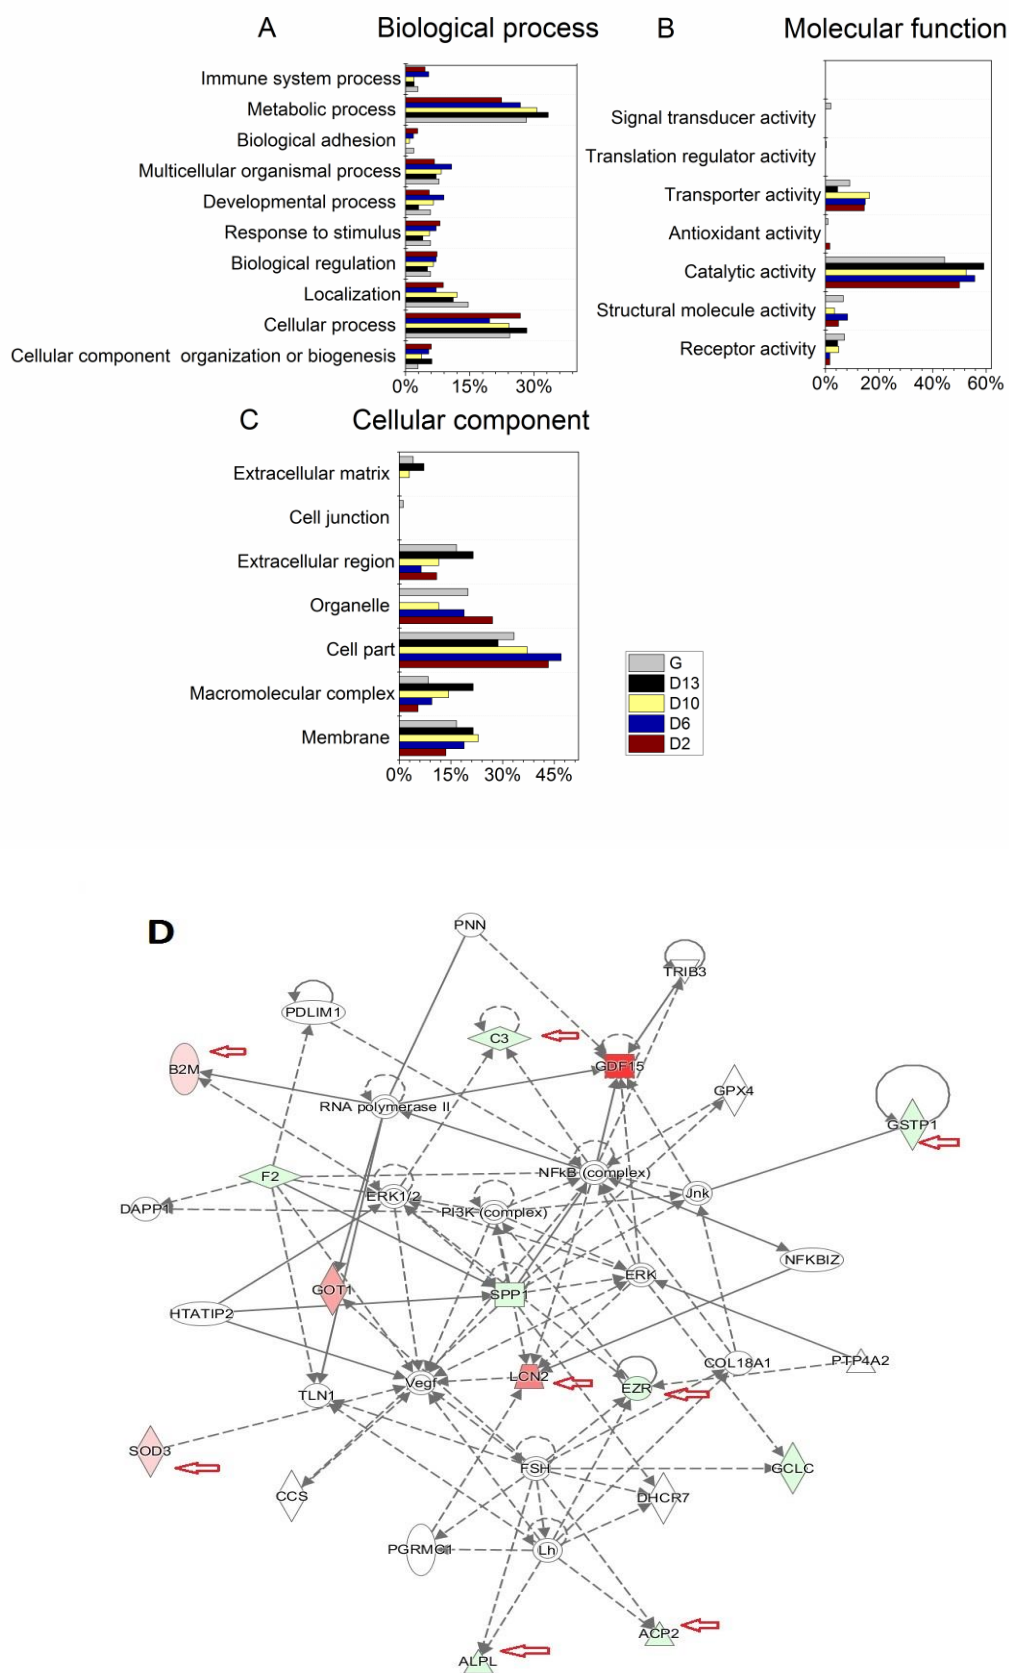 A Biological process
Immune system process
Metabolic process
Biological adhesion
Multicellular organismal process
Developmental process
Response to stimulus
Biological regulation
Localization
Cellular process
Cellular component organization or biogenesis
0% 15% 30%
B Molecular function
Signal transducer activity
Translation regulator activity
Transporter activity
Antioxidant activity
Catalytic activity
Structural molecule activity
Receptor activity
0% 20% 40% 60%
C Cellular component
Extracellular matrix
Cell junction
Extracellular region
Organelle
Cell part
Macromolecular complex
Membrane
0% 15% 30% 45%
G
D13
D10
D6
D2
D
PNN
TRIB3
PDLIM1
C3
B2M
GDF15
GPX4
RNA polymerase II
GSTP1
NFkB (complex)
F2
ERK1/2
Jnk
DAPP1
PI3K (complex)
NFKBIZ
ERK
GOT1
SPP1
HTATIP2
COL18A1
PTP4A2
LCN2
Vegf
EZR
TLN1
SOD3
FSH
GCLC
CCS
DHCR7
PGRMC1
Lh
ACP2
ALPL